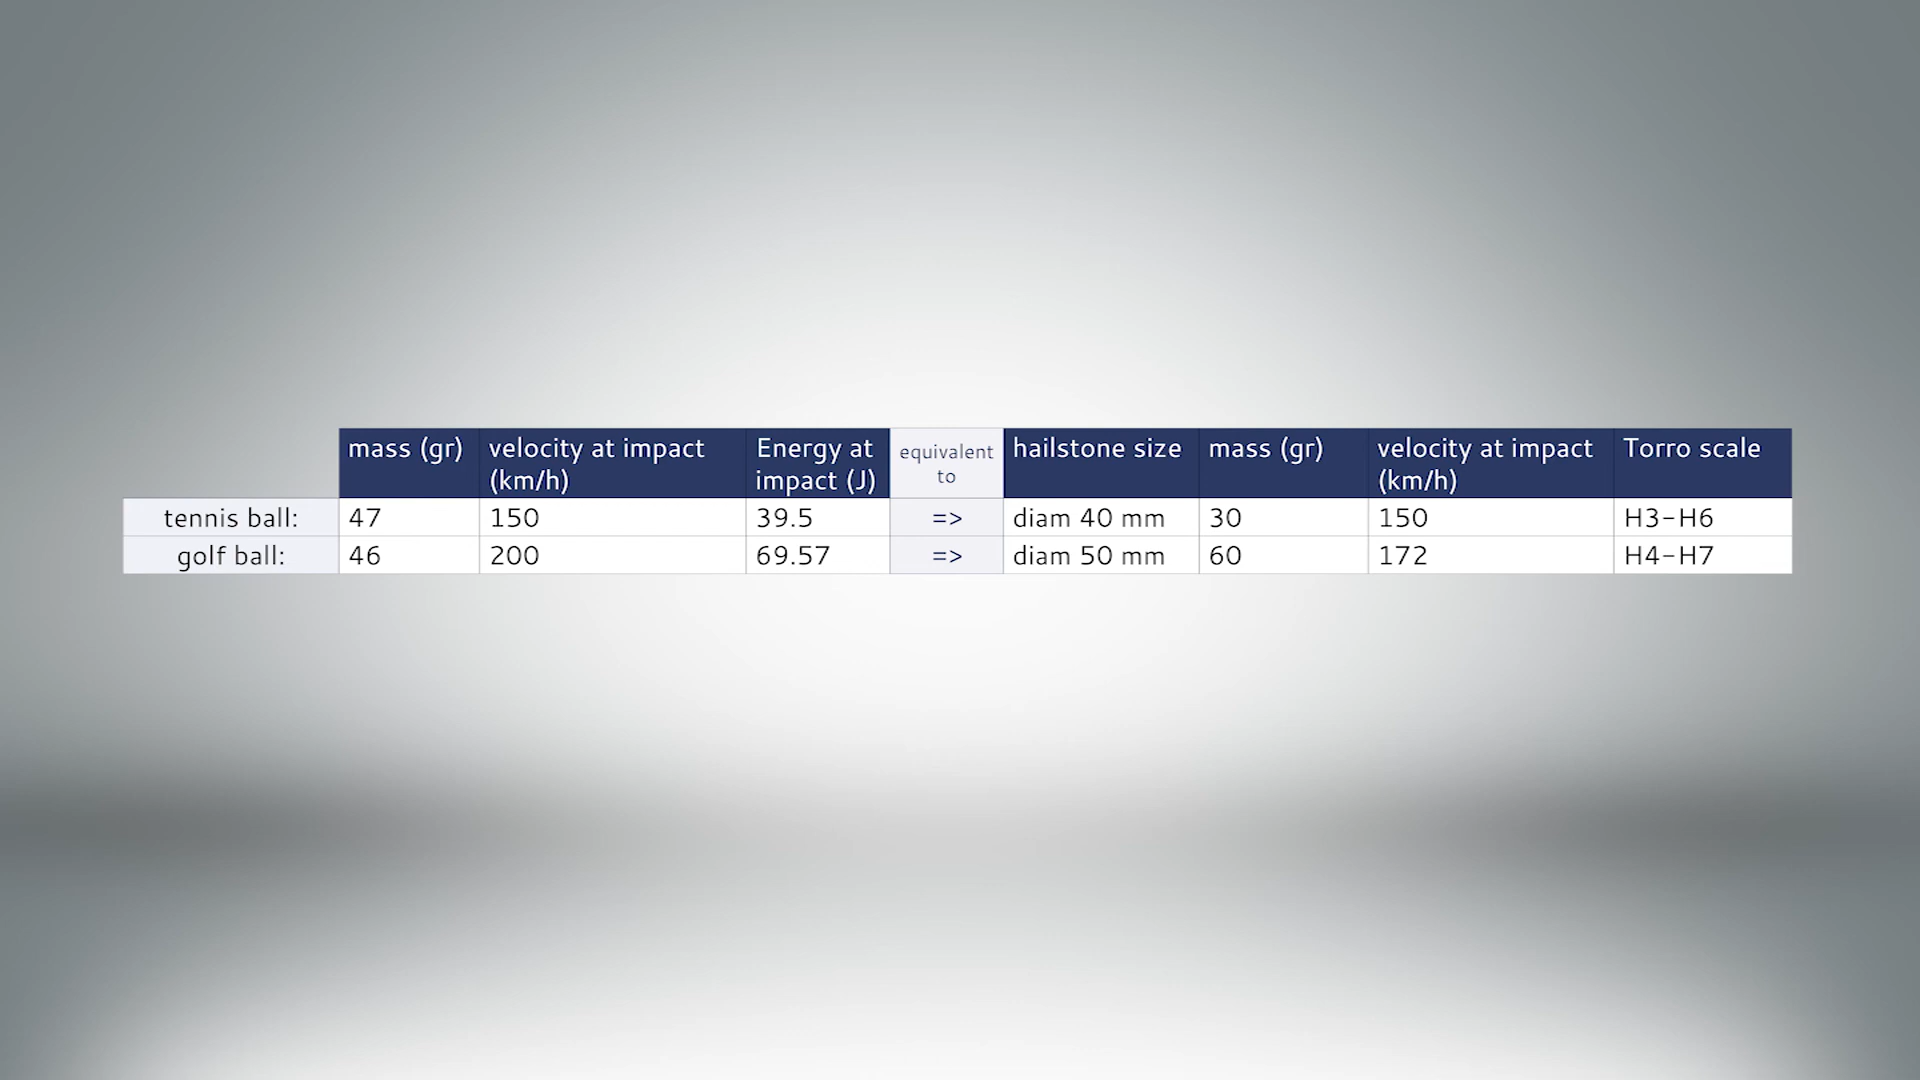 mass (gr) velocity at impact (km/h) Energy at impact (J) equivalent to hailstone size mass (gr) velocity at impact (km/h) Torro scale
tennis ball: 47 150 39.5 => diam 40 mm 30 150 H3-H6
golf ball: 46 200 69.57 => diam 50 mm 60 172 H4-H7